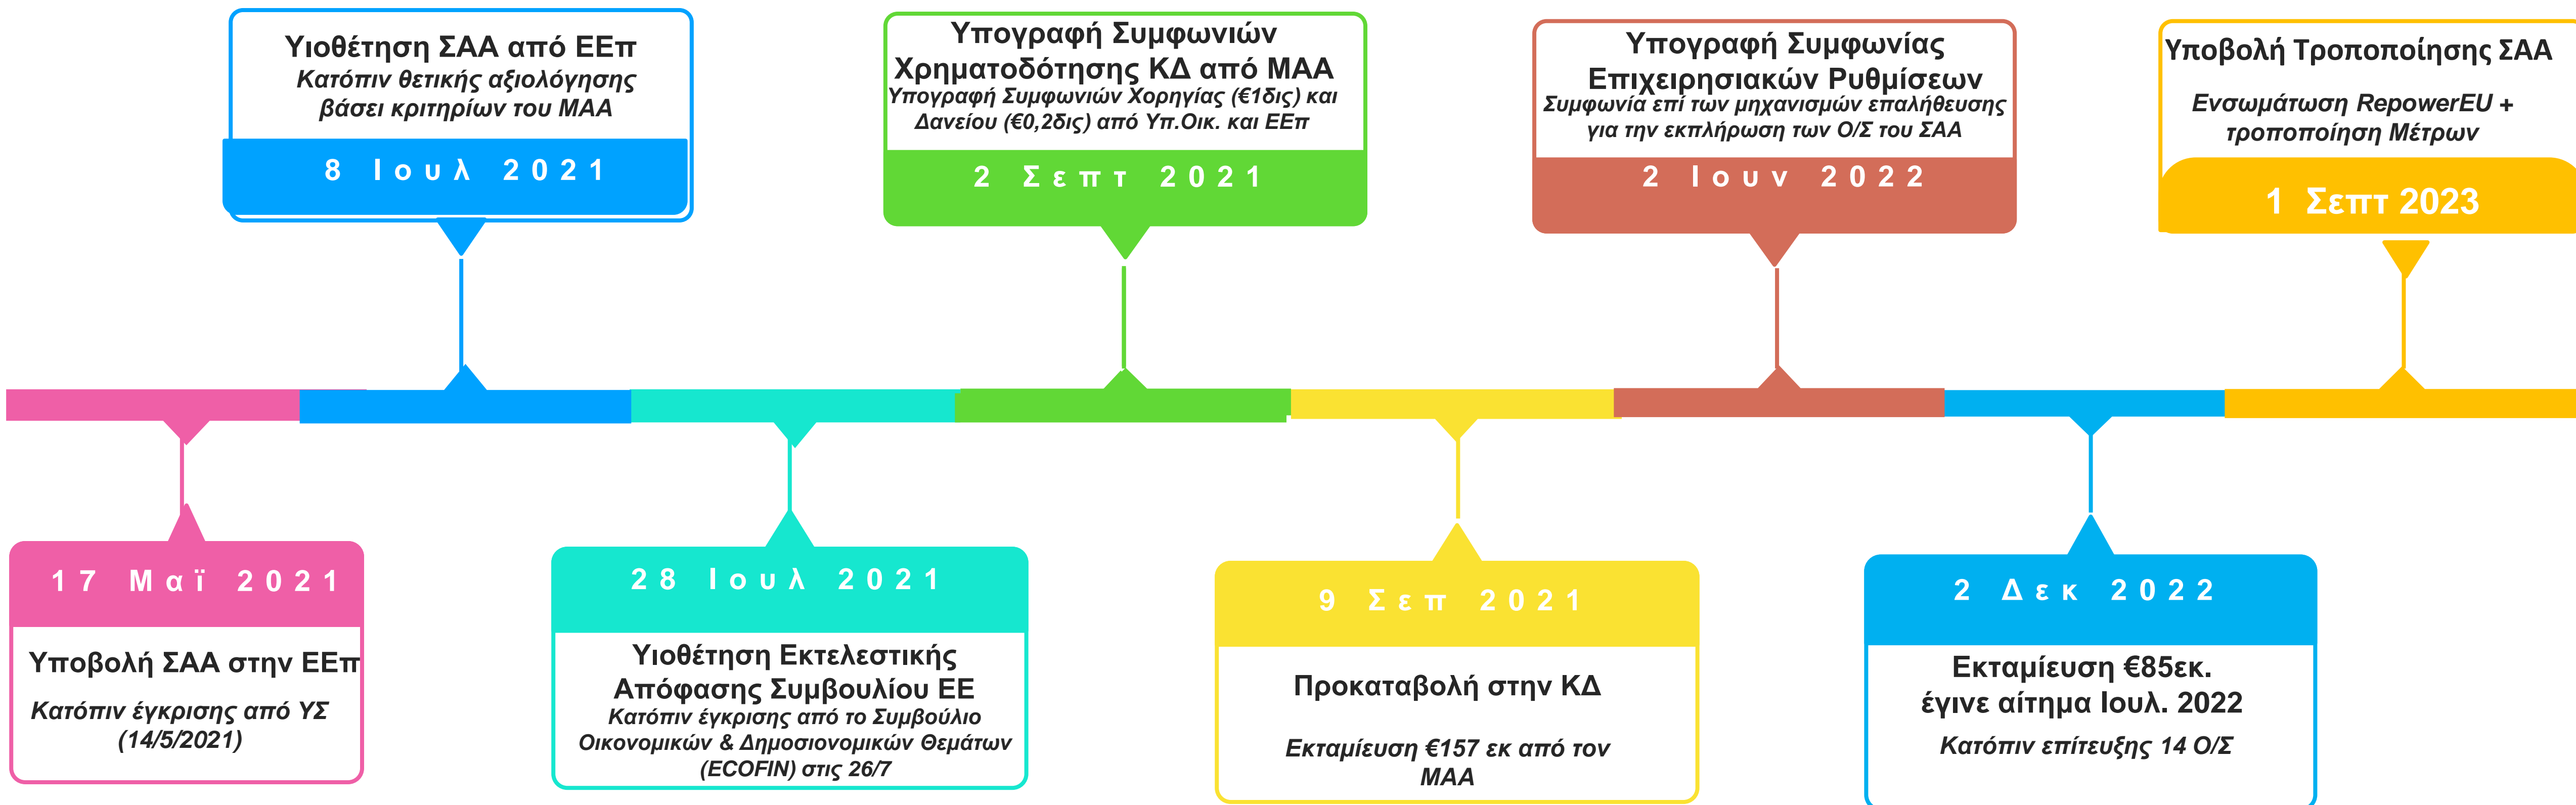 Υιοθέτηση ΣΑΑ από ΕΕπ
Κατόπιν θετικής αξιολόγησης
βάσει κριτηρίων του ΜΑΑ
8 Ιουλ 2021
Υπογραφή Συμφωνιών
Χρηματοδότησης ΚΔ από ΜΑΑ
Υπογραφή Συμφωνιών Χορηγίας (€1δις) και
Δανείου (€0,2δις) από Υπ.Οικ. και ΕΕπ
2 Σεπτ 2021
Υπογραφή Συμφωνίας
Επιχειρησιακών Ρυθμίσεων
Συμφωνία επί των μηχανισμών επαλήθευσης
για την εκπλήρωση των Ο/Σ του ΣΑΑ
2 Ιουν 2022
Υποβολή Τροποποίησης ΣΑΑ
Ενσωμάτωση RepowerEU +
τροποποίηση Μέτρων
1 Σεπτ 2023
17 Μαϊ 2021
Υποβολή ΣΑΑ στην ΕΕπ
Κατόπιν έγκρισης από ΥΣ
(14/5/2021)
28 Ιουλ 2021
Υιοθέτηση Εκτελεστικής
Απόφασης Συμβουλίου ΕΕ
Κατόπιν έγκρισης από το Συμβούλιο
Οικονομικών & Δημοσιονομικών Θεμάτων
(ECOFIN) στις 26/7
9 Σεπ 2021
Προκαταβολή στην ΚΔ
Εκταμίευση €157 εκ από τον
ΜΑΑ
2 Δεκ 2022
Εκταμίευση €85εκ.
έγινε αίτημα Ιουλ. 2022
Κατόπιν επίτευξης 14 Ο/Σ